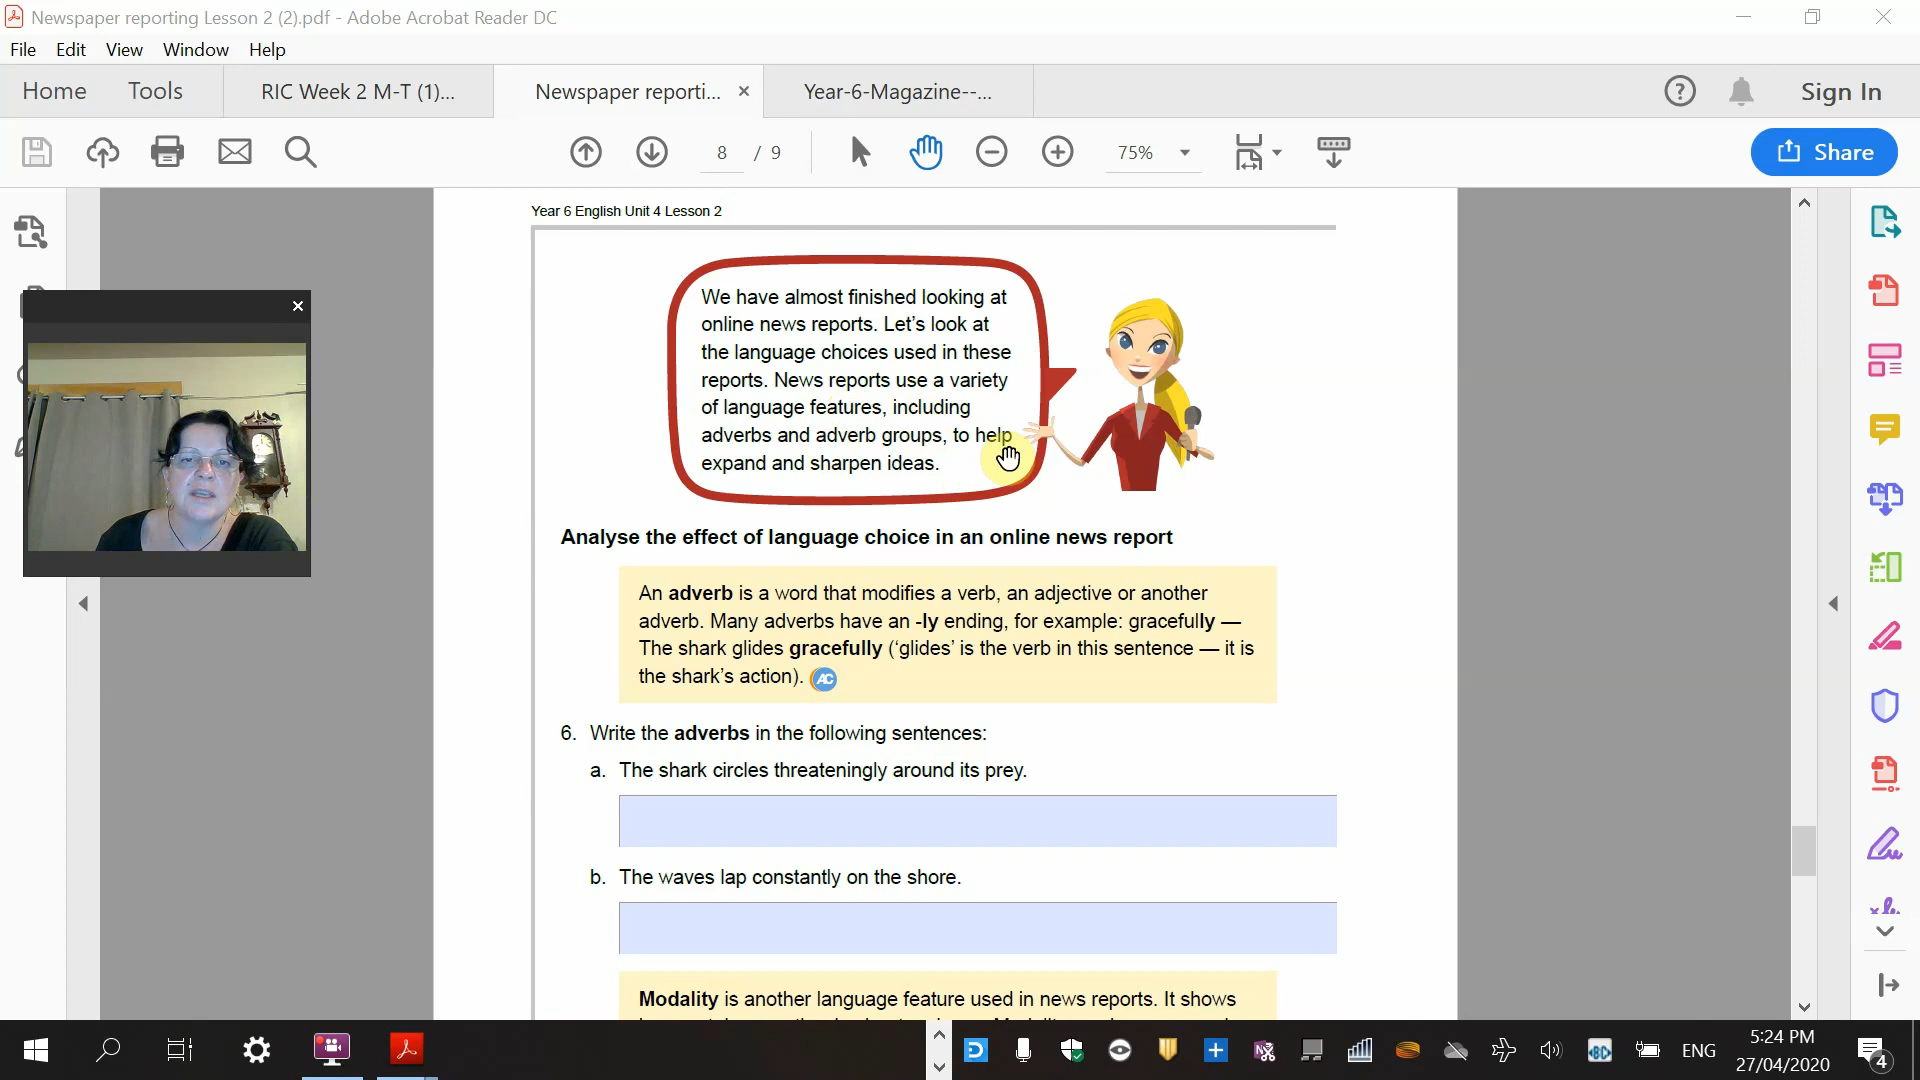 Newspaper reporting Lesson 2 (2).pdf - Adobe Acrobat Reader DC
File Edit View Window Help
Home Tools RIC Week 2 M-T (1)... Newspaper reporti... Year-6-Magazine--... Sign In
8 / 9 75% Share
Year 6 English Unit 4 Lesson 2
We have almost finished looking at
online news reports. Let's look at
the language choices used in these
reports. News reports use a variety
of language features, including
adverbs and adverb groups, to help
expand and sharpen ideas.
Analyse the effect of language choice in an online news report
An adverb is a word that modifies a verb, an adjective or another
adverb. Many adverbs have an -ly ending, for example: gracefully —
The shark glides gracefully ('glides' is the verb in this sentence — it is
the shark's action). AC
6. Write the adverbs in the following sentences:
a. The shark circles threateningly around its prey.
b. The waves lap constantly on the shore.
Modality is another language feature used in news reports. It shows
ENG
5:24 PM
27/04/2020
4